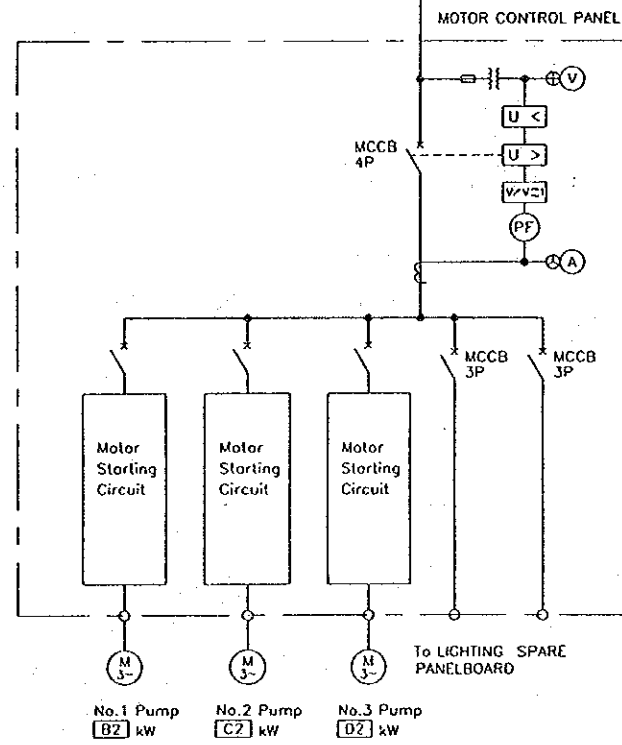 MOTOR CONTROL PANEL
V
U <
MCCB
4P
U >
PF
A
MCCB
3P
MCCB
3P
Motor
Starting
Circuit
Motor
Starting
Circuit
Motor
Starting
Circuit
M
3~
M
3~
M
3~
To LIGHTING SPARE
PANELBOARD
No.1 Pump
B2 kW
No.2 Pump
C2 kW
No.3 Pump
D2 kW